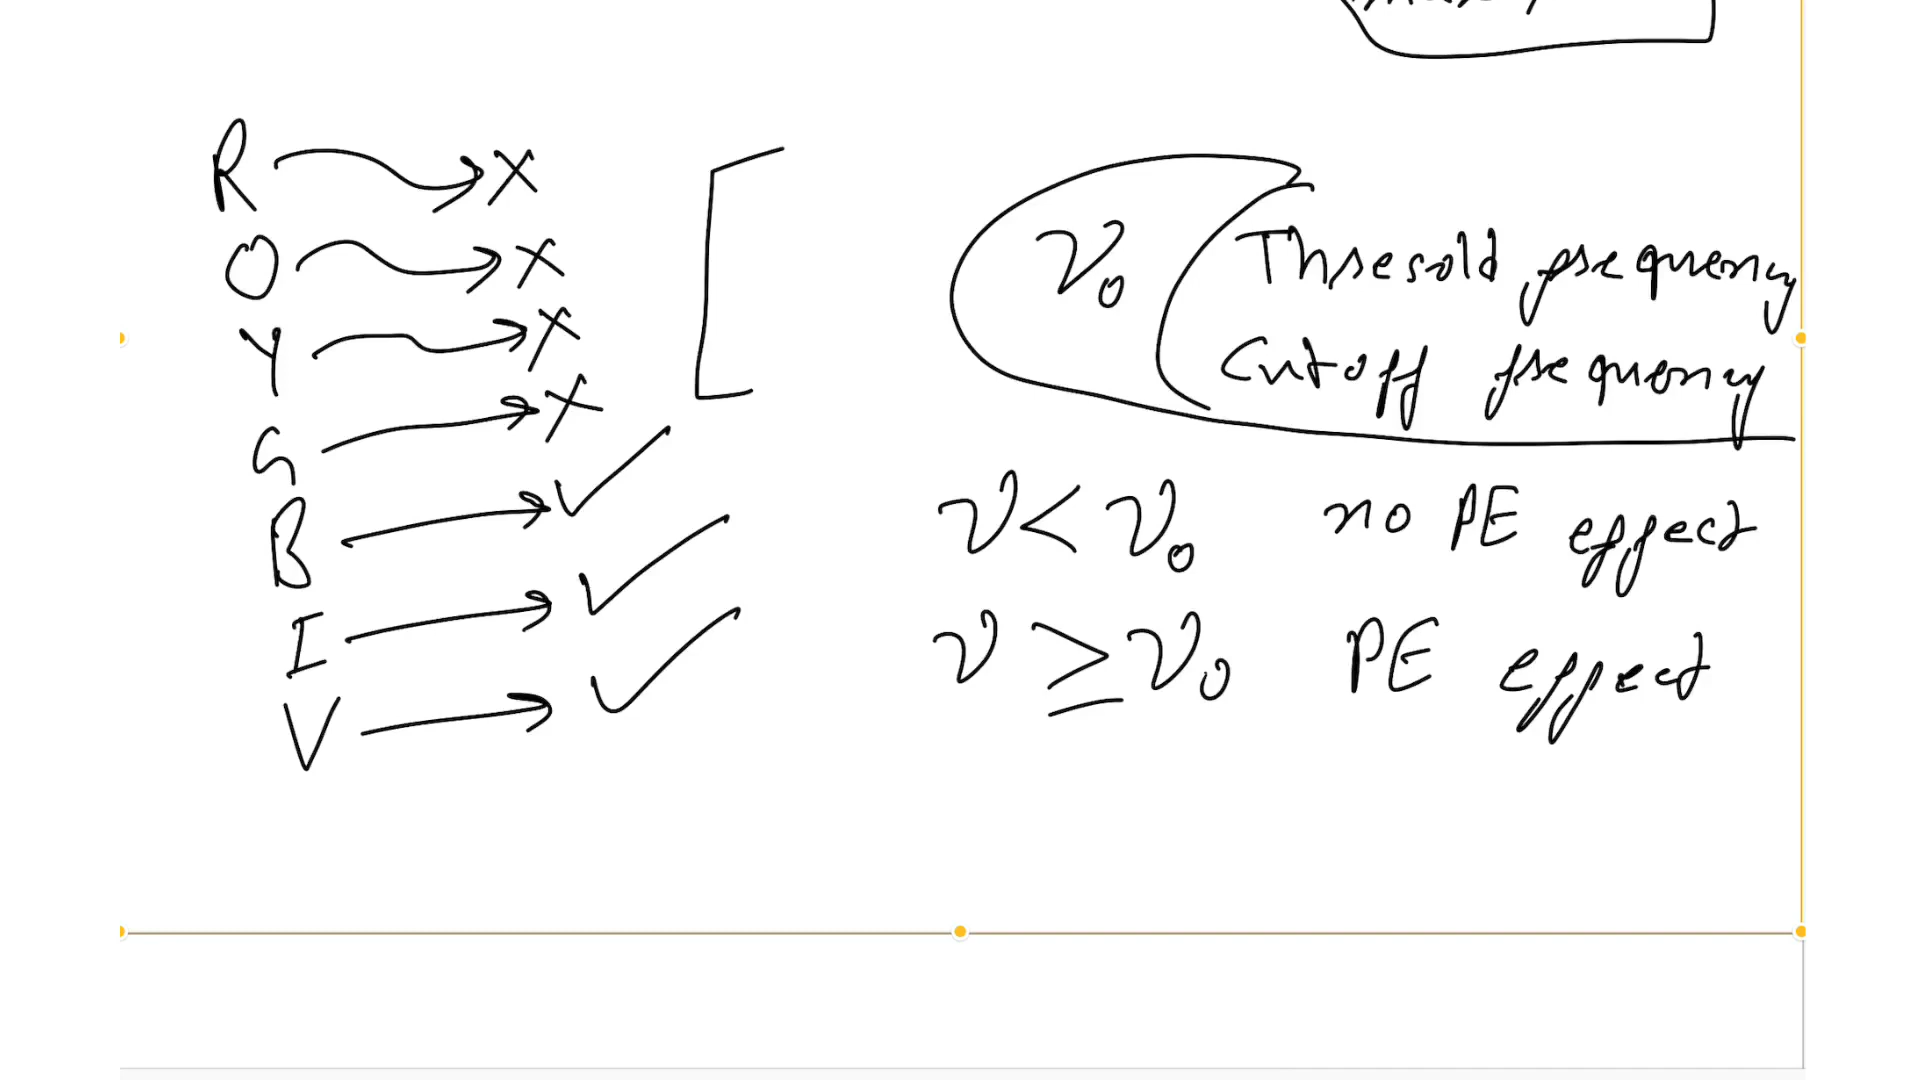 R → X
O → X
Y → X
G → X
B → ✓
I → ✓
V → ✓
ν₀ ( Thresold frequency
Cutoff frequency
ν < ν₀ no PE effect
ν ≥ ν₀ PE effect